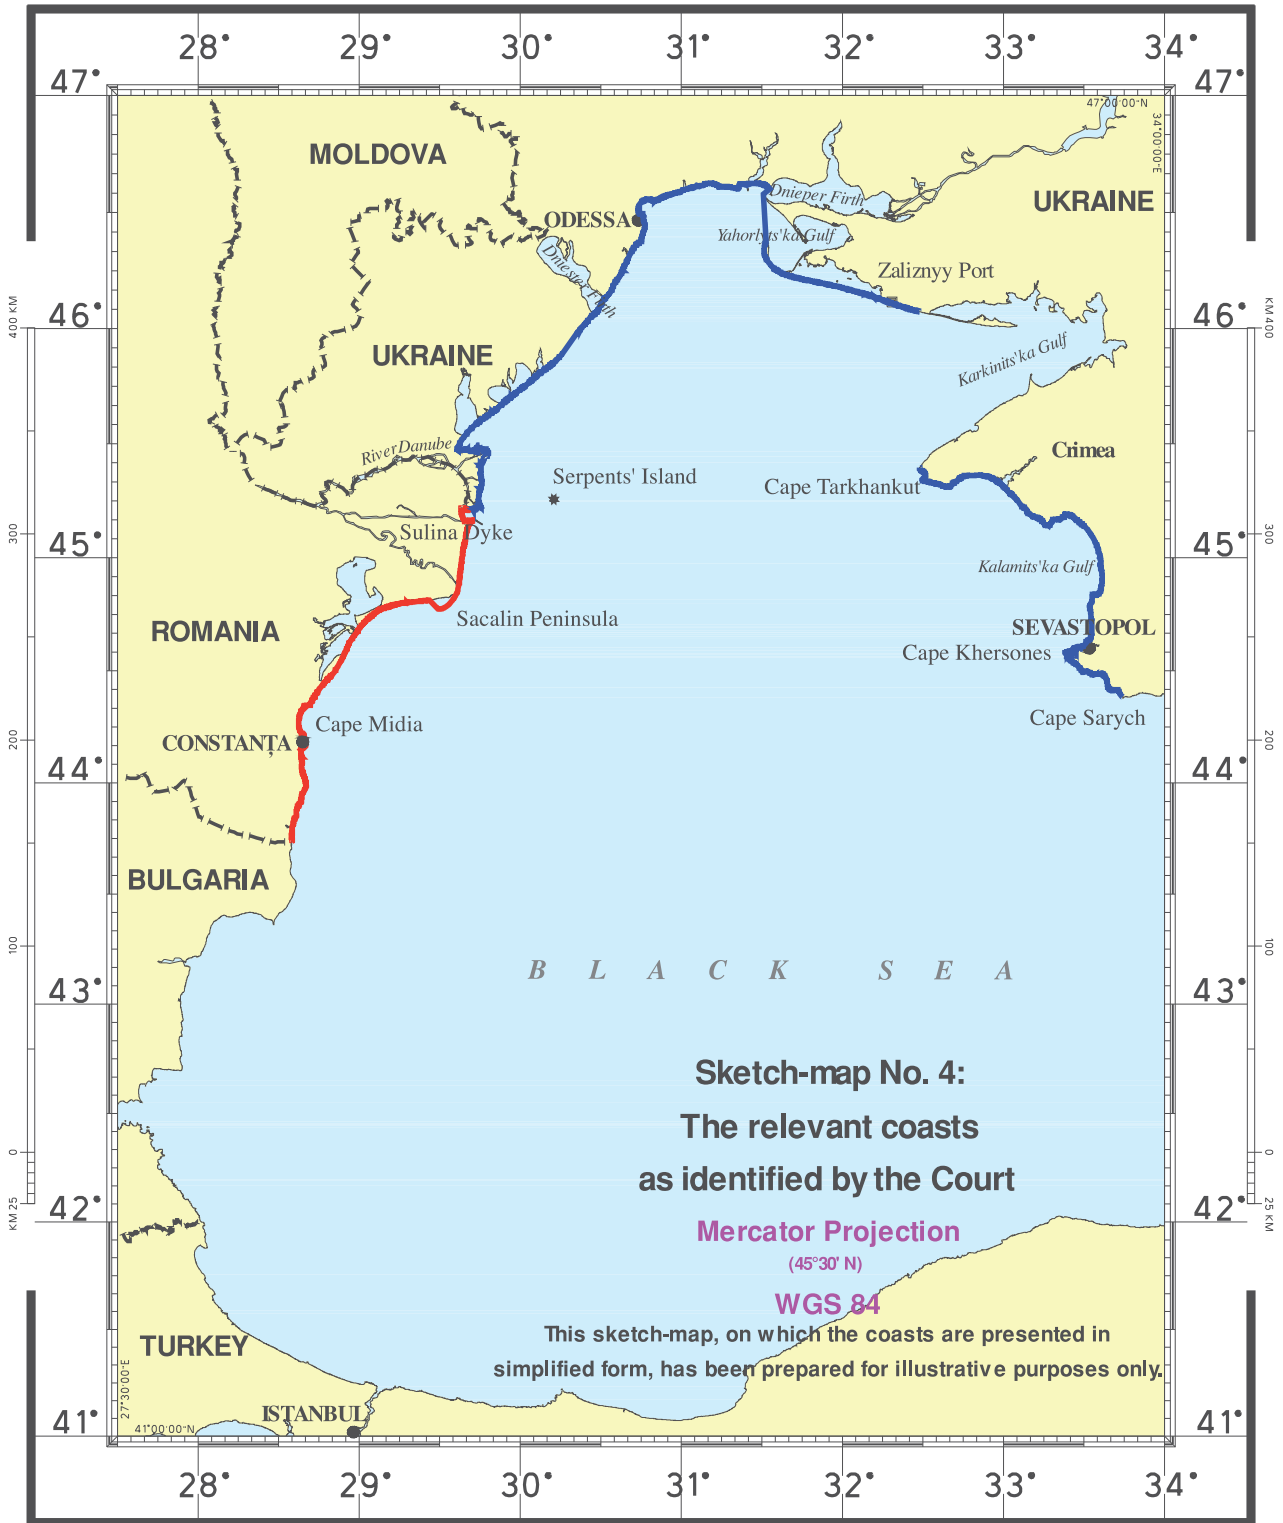 28° 29° 30° 31° 32° 33° 34°
47° 47°
47°00'00"N
34°00'00"E
MOLDOVA
UKRAINE
Dnieper Firth
ODESSA
Yahorlyts'ka Gulf
Dniester Firth
Zaliznyy Port
400 KM
KM 400
46° 46°
UKRAINE
Karkinits'ka Gulf
River Danube
Crimea
Serpents' Island
Cape Tarkhankut
300 300
Sulina Dyke
45° 45°
Kalamits'ka Gulf
Sacalin Peninsula
ROMANIA
SEVASTOPOL
Cape Khersones
Cape Midia
Cape Sarych
CONSTANȚA
200 200
44° 44°
BULGARIA
100 100
BLACK SEA
43° 43°
Sketch-map No. 4:
The relevant coasts
as identified by the Court
0 0
KM 25
25 KM
42° 42°
Mercator Projection
(45°30' N)
WGS 84
This sketch-map, on which the coasts are presented in
simplified form, has been prepared for illustrative purposes only.
TURKEY
27°30'00"E
ISTANBUL
41°00'00"N
41° 41°
28° 29° 30° 31° 32° 33° 34°